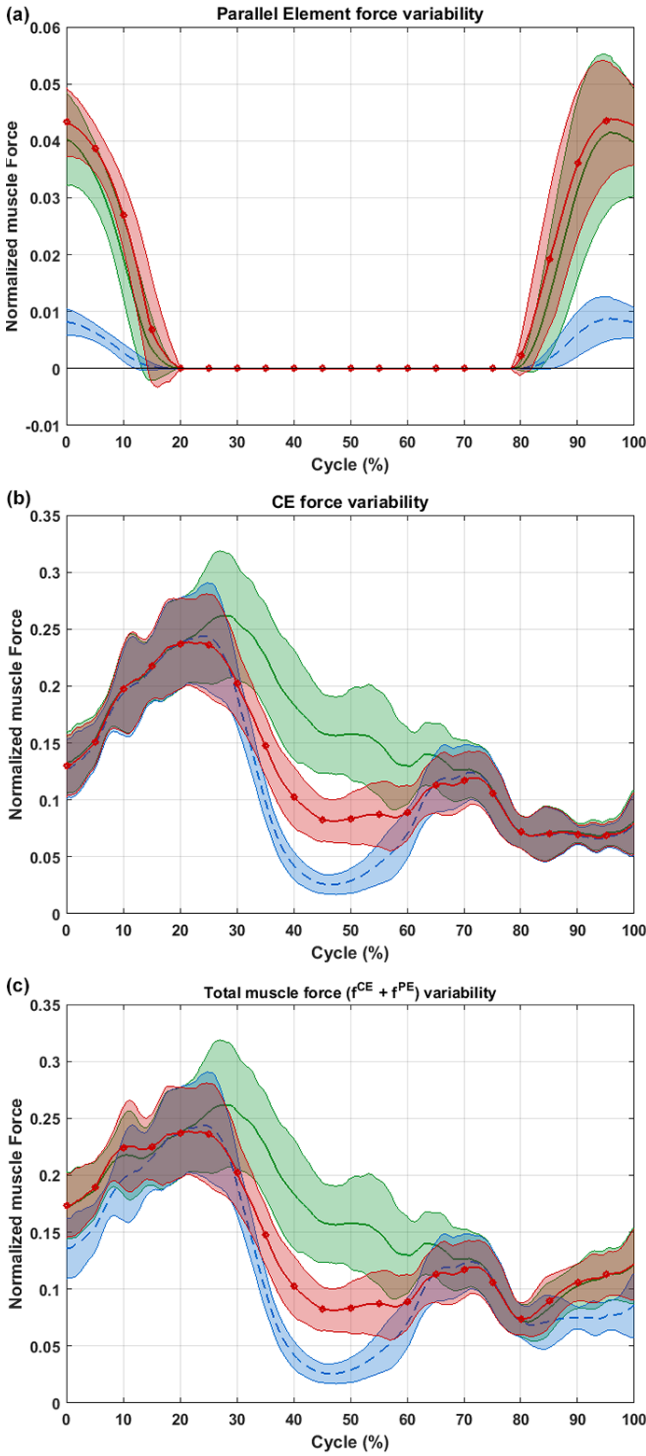 (a)
Parallel Element force variability
Normalized muscle Force
0.06
0.05
0.04
0.03
0.02
0.01
0
-0.01
0 10 20 30 40 50 60 70 80 90 100
Cycle (%)
(b)
CE force variability
Normalized muscle Force
0.35
0.3
0.25
0.2
0.15
0.1
0.05
0
0 10 20 30 40 50 60 70 80 90 100
Cycle (%)
(c)
Total muscle force (f^CE + f^PE) variability
Normalized muscle Force
0.35
0.3
0.25
0.2
0.15
0.1
0.05
0
0 10 20 30 40 50 60 70 80 90 100
Cycle (%)